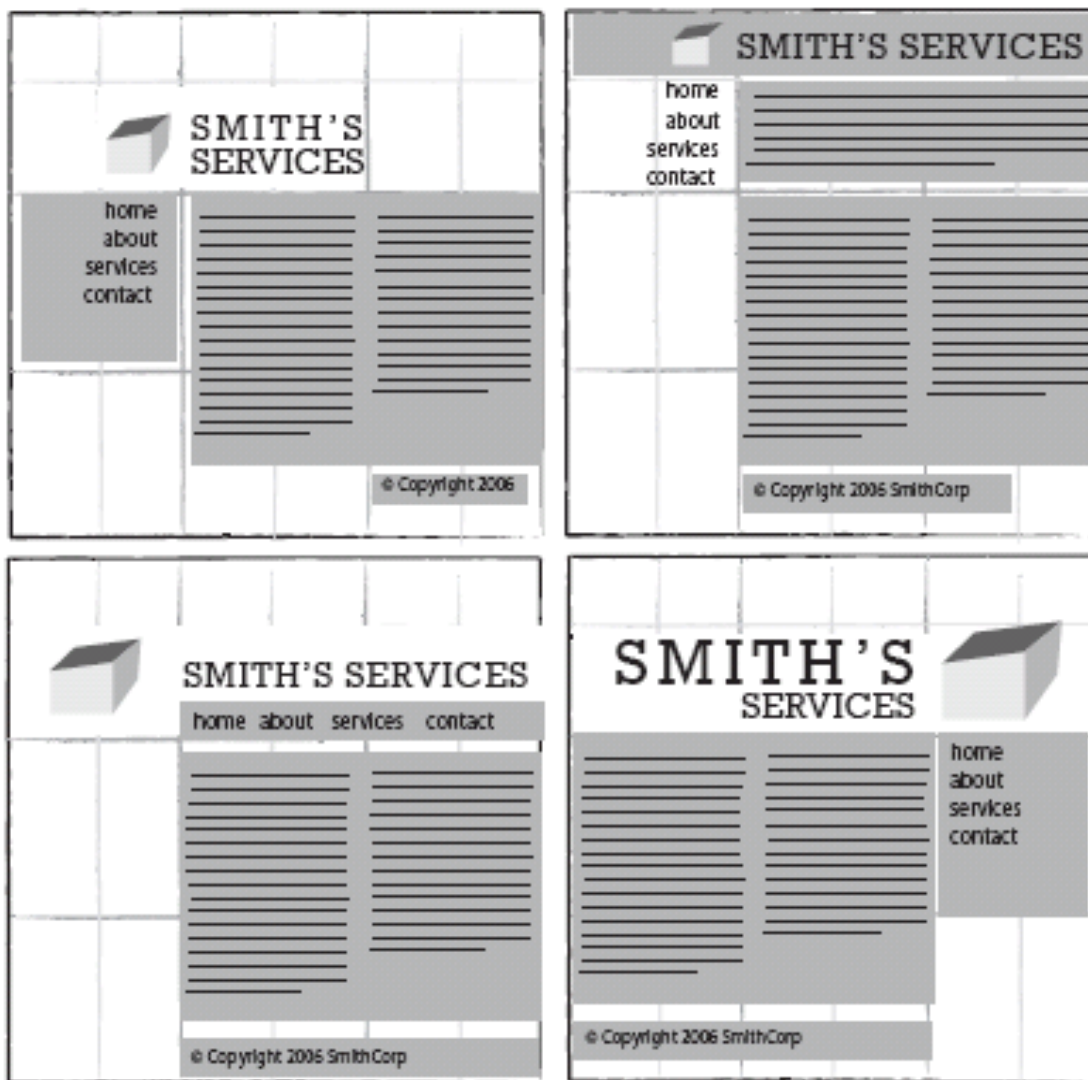 SMITH'S
SERVICES
home
about
services
contact
© Copyright 2006
SMITH'S SERVICES
home
about
services
contact
© Copyright 2006 SmithCorp
SMITH'S SERVICES
home about services contact
© Copyright 2006 SmithCorp
SMITH'S
SERVICES
home
about
services
contact
© Copyright 2006 SmithCorp